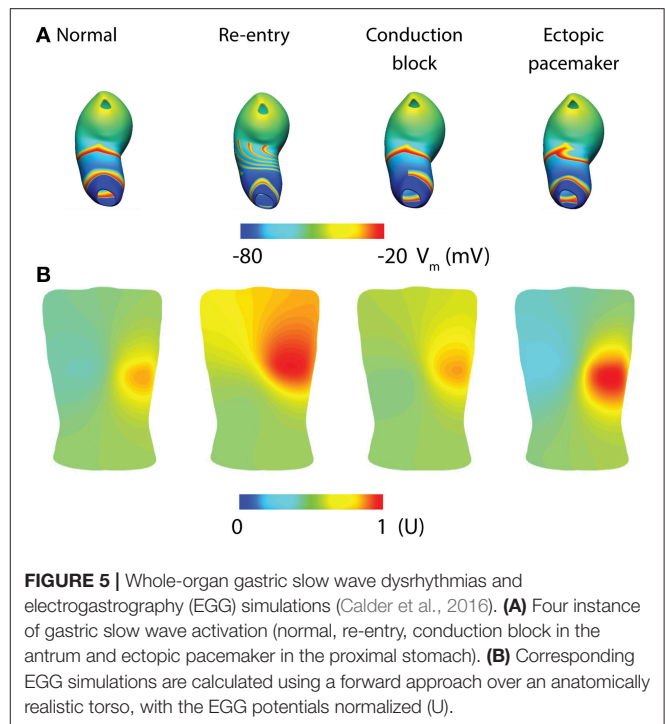 A Normal Re-entry Conduction block Ectopic pacemaker
-80 V_m (mV) -20
B
0 1 (U)
FIGURE 5 | Whole-organ gastric slow wave dysrhythmias and
electrogastrography (EGG) simulations (Calder et al., 2016). (A) Four instance
of gastric slow wave activation (normal, re-entry, conduction block in the
antrum and ectopic pacemaker in the proximal stomach). (B) Corresponding
EGG simulations are calculated using a forward approach over an anatomically
realistic torso, with the EGG potentials normalized (U).